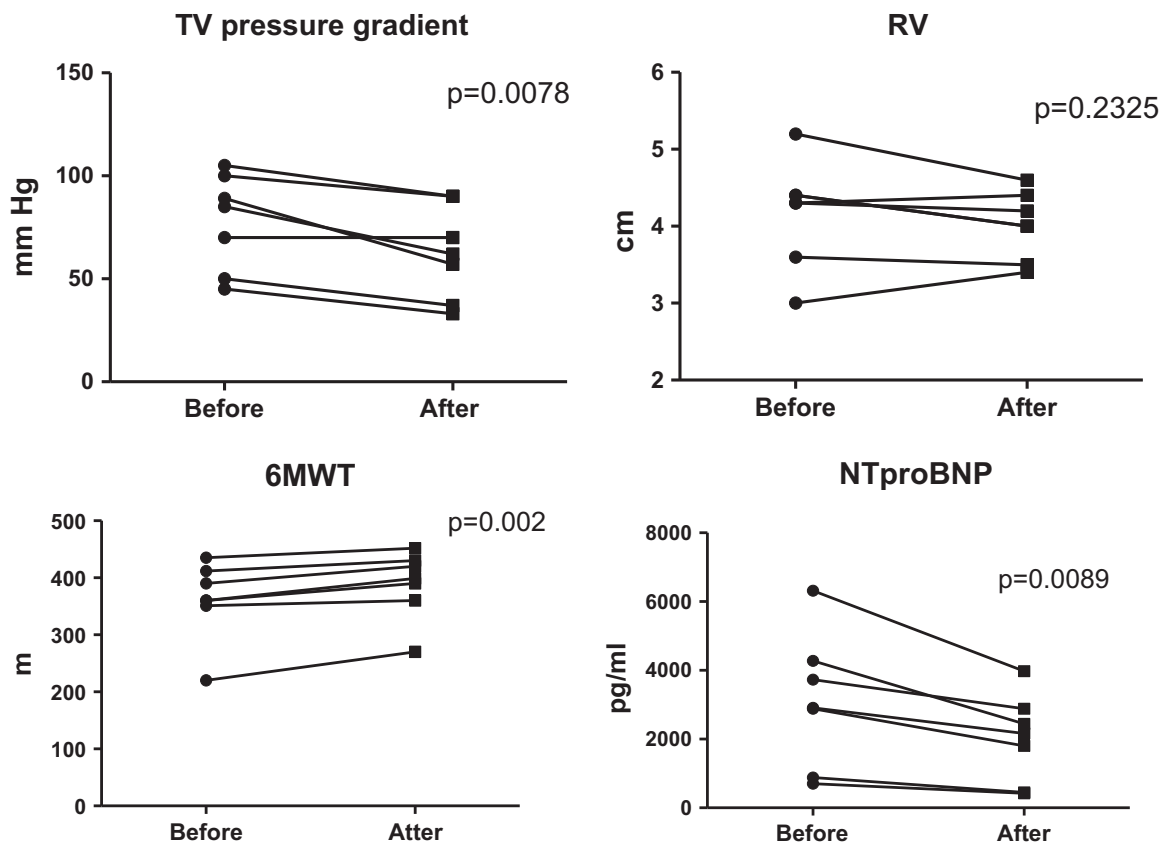 TV pressure gradient
p=0.0078
mm Hg
150
100
50
0
Before After
RV
p=0.2325
cm
6
5
4
3
2
Before After
6MWT
p=0.002
m
500
400
300
200
100
0
Before Atter
NTproBNP
p=0.0089
pg/ml
8000
6000
4000
2000
0
Before After